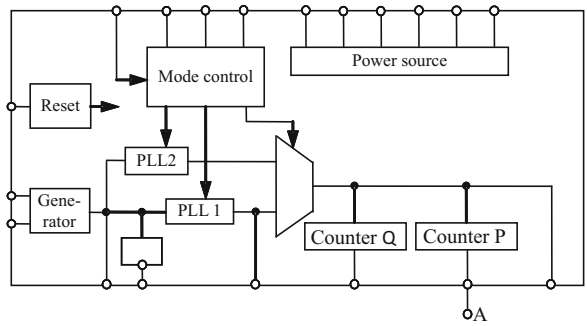 Mode control
Power source
Reset
PLL2
Gene-
rator
PLL 1
Counter Q
Counter P
A